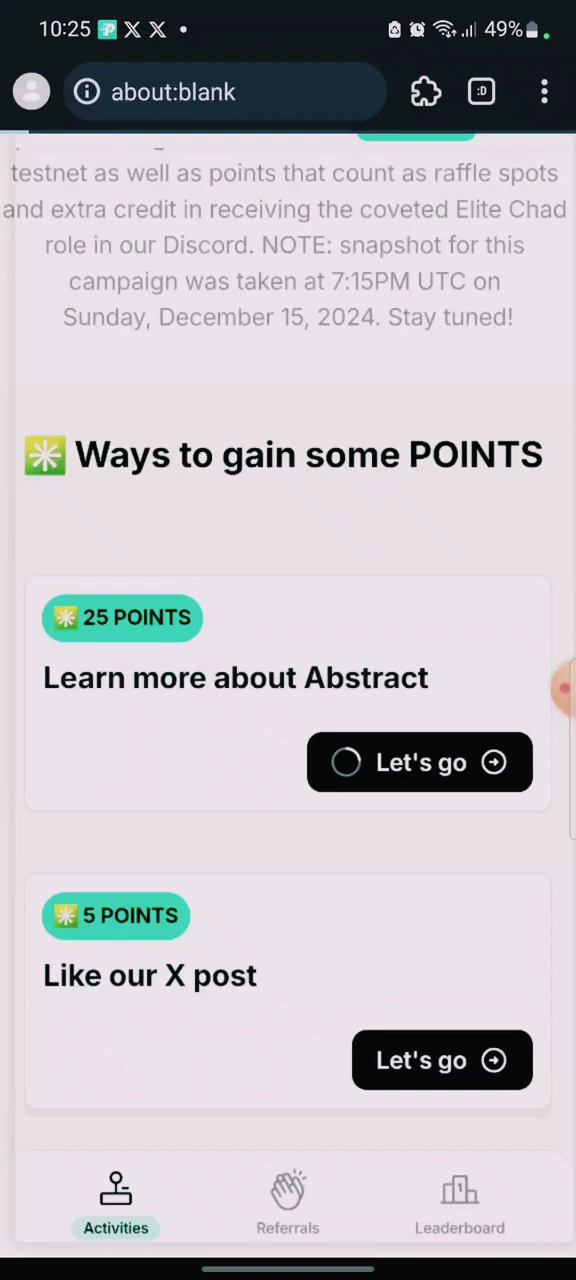 10:25
49%
about:blank
:D
testnet as well as points that count as raffle spots
and extra credit in receiving the coveted Elite Chad
role in our Discord. NOTE: snapshot for this
campaign was taken at 7:15PM UTC on
Sunday, December 15, 2024. Stay tuned!
Ways to gain some POINTS
25 POINTS
Learn more about Abstract
Let's go
5 POINTS
Like our X post
Let's go
Activities
Referrals
Leaderboard